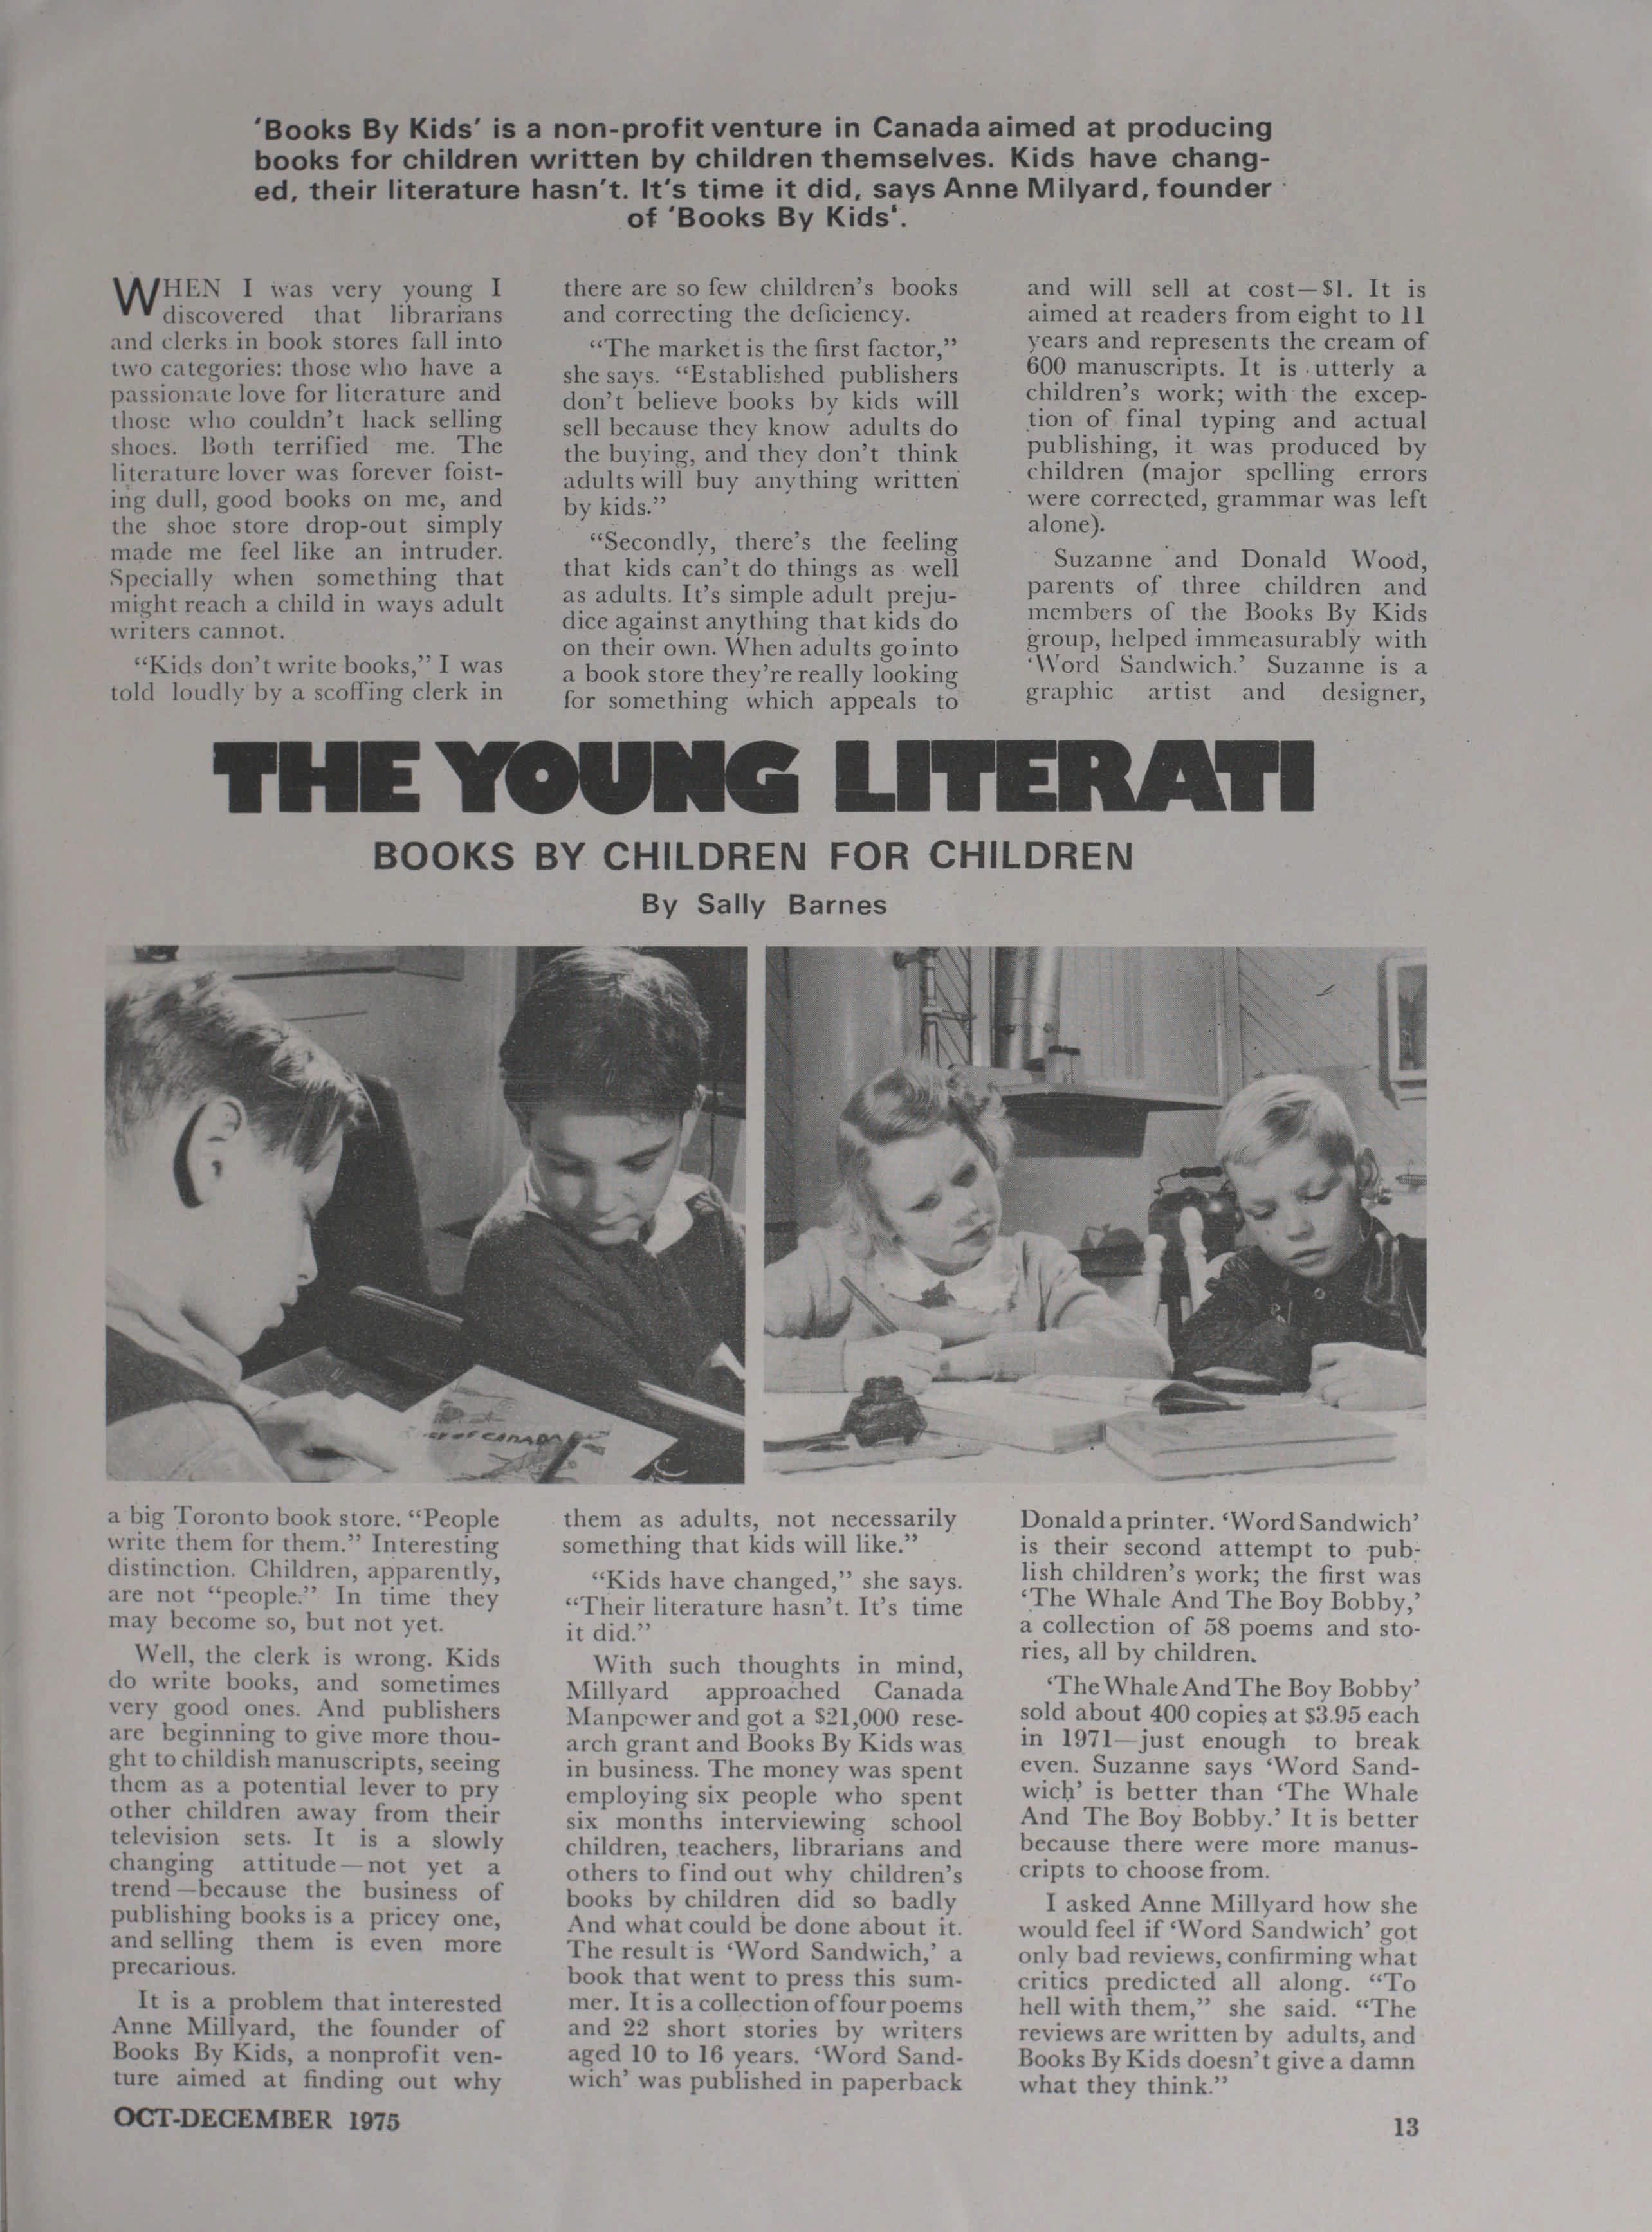 ‘Books By Kids’ is a non-profit venture in Canada aimed at producing
books for children written by children themselves. Kids have chang-
ed, their literature hasn’t. It’s time it did, says Anne Milyard, founder
of ‘Books By Kids’.
THE YOUNG LITERATI
BOOKS BY CHILDREN FOR CHILDREN
By Sally Barnes
WHEN I was very young I
discovered that librarians
and clerks in book stores fall into
two categories: those who have a
passionate love for literature and
those who couldn’t hack selling
shoes. Both terrified me. The
literature lover was forever foist-
ing dull, good books on me, and
the shoe store drop-out simply
made me feel like an intruder.
Specially when something that
might reach a child in ways adult
writers cannot.
“Kids don’t write books,” I was
told loudly by a scoffing clerk in
a big Toronto book store. “People
write them for them.” Interesting
distinction. Children, apparently,
are not “people.” In time they
may become so, but not yet.
Well, the clerk is wrong. Kids
do write books, and sometimes
very good ones. And publishers
are beginning to give more thou-
ght to childish manuscripts, seeing
them as a potential lever to pry
other children away from their
television sets. It is a slowly
changing attitude—not yet a
trend—because the business of
publishing books is a pricey one,
and selling them is even more
precarious.
It is a problem that interested
Anne Millyard, the founder of
Books By Kids, a nonprofit ven-
ture aimed at finding out why
there are so few children’s books
and correcting the deficiency.
“The market is the first factor,”
she says. “Established publishers
don’t believe books by kids will
sell because they know adults do
the buying, and they don’t think
adults will buy anything written
by kids.”
“Secondly, there’s the feeling
that kids can’t do things as well
as adults. It’s simple adult preju-
dice against anything that kids do
on their own. When adults go into
a book store they’re really looking
for something which appeals to
them as adults, not necessarily
something that kids will like.”
“Kids have changed,” she says.
“Their literature hasn’t. It’s time
it did.”
With such thoughts in mind,
Millyard approached Canada
Manpower and got a $21,000 rese-
arch grant and Books By Kids was
in business. The money was spent
employing six people who spent
six months interviewing school
children, teachers, librarians and
others to find out why children’s
books by children did so badly
And what could be done about it.
The result is ‘Word Sandwich,’ a
book that went to press this sum-
mer. It is a collection of four poems
and 22 short stories by writers
aged 10 to 16 years. ‘Word Sand-
wich’ was published in paperback
and will sell at cost—$1. It is
aimed at readers from eight to 11
years and represents the cream of
600 manuscripts. It is utterly a
children’s work; with the excep-
tion of final typing and actual
publishing, it was produced by
children (major spelling errors
were corrected, grammar was left
alone).
Suzanne and Donald Wood,
parents of three children and
members of the Books By Kids
group, helped immeasurably with
‘Word Sandwich.’ Suzanne is a
graphic artist and designer,
Donald a printer. ‘Word Sandwich’
is their second attempt to pub-
lish children’s work; the first was
‘The Whale And The Boy Bobby,’
a collection of 58 poems and sto-
ries, all by children.
‘The Whale And The Boy Bobby’
sold about 400 copies at $3.95 each
in 1971—just enough to break
even. Suzanne says ‘Word Sand-
wich’ is better than ‘The Whale
And The Boy Bobby.’ It is better
because there were more manus-
cripts to choose from.
I asked Anne Millyard how she
would feel if ‘Word Sandwich’ got
only bad reviews, confirming what
critics predicted all along. “To
hell with them,” she said. “The
reviews are written by adults, and
Books By Kids doesn’t give a damn
what they think.”
OF CANADA
OCT-DECEMBER 1975
13